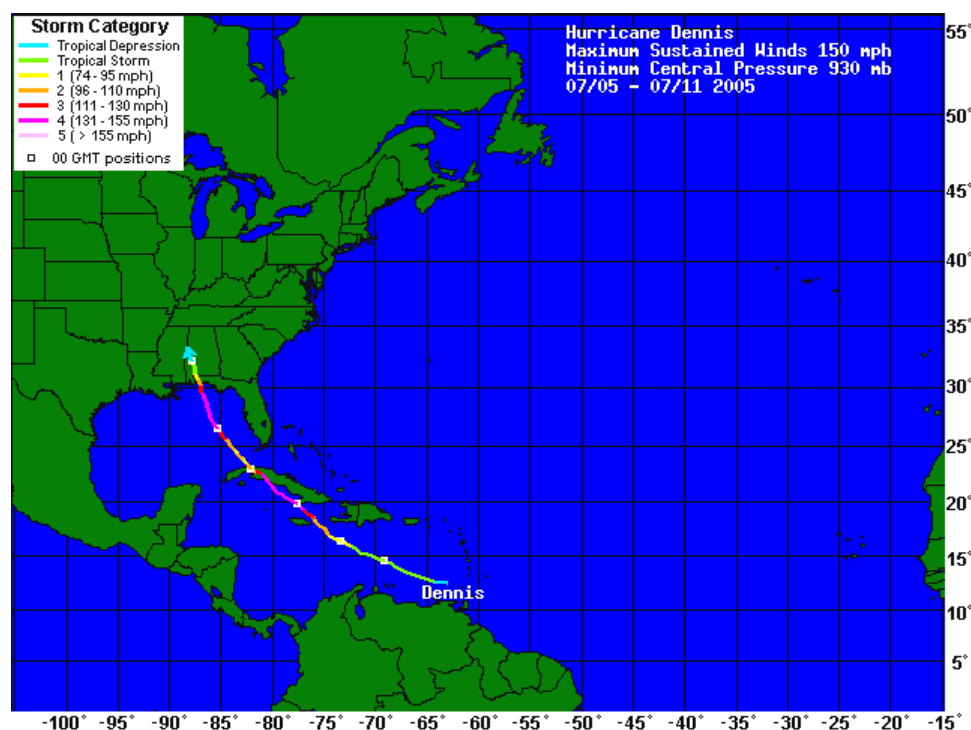 Storm Category
Tropical Depression
Tropical Storm
1 (74-95 mph)
2 (96-110 mph)
3 (111-130 mph)
4 (131-155 mph)
5 ( > 155 mph)
00 GMT positions
Hurricane Dennis
Maximum Sustained Winds 150 mph
Minimum Central Pressure 930 mb
07/05 - 07/11 2005
55°
50°
45°
40°
35°
30°
25°
20°
15°
10°
5°
Dennis
-100° -95° -90° -85° -80° -75° -70° -65° -60° -55° -50° -45° -40° -35° -30° -25° -20° -15°